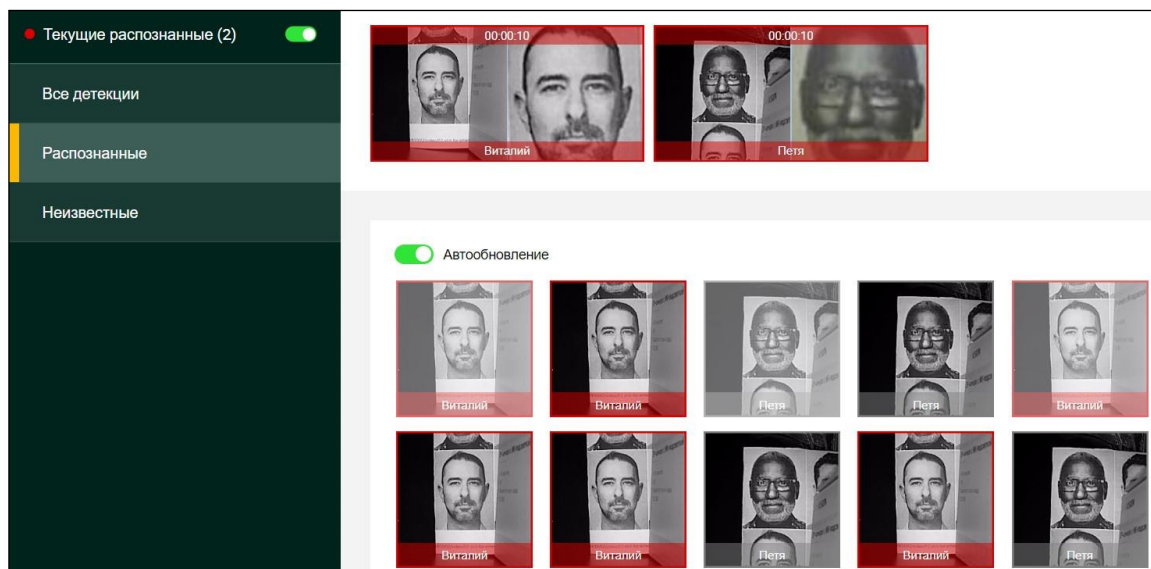 Текущие распознанные (2)
Все детекции
Распознанные
Неизвестные
00:00:10
00:00:10
Виталий
Петя
Автообновление
Виталий
Виталий
Петя
Петя
Виталий
Виталий
Виталий
Петя
Виталий
Петя